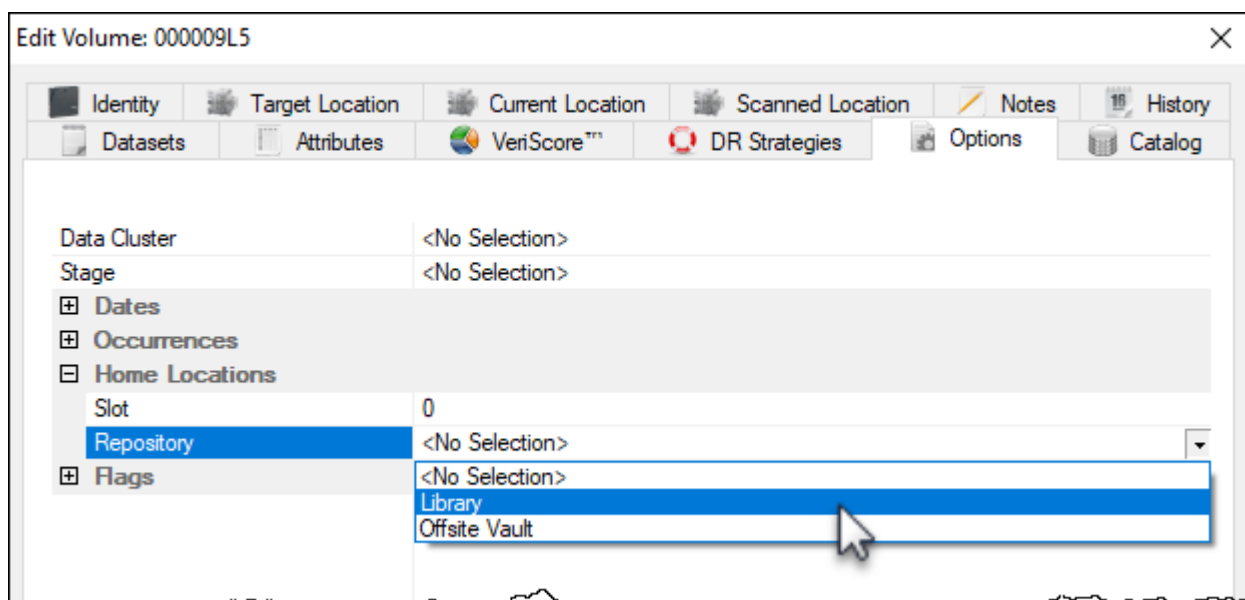 Edit Volume: 000009L5
Identity Target Location Current Location Scanned Location Notes 16 History
Datasets Attributes VeriScore™ DR Strategies Options Catalog
Data Cluster <No Selection>
Stage <No Selection>
Dates
Occurrences
Home Locations
Slot 0
Repository <No Selection>
Flags <No Selection>
Library
Offsite Vault